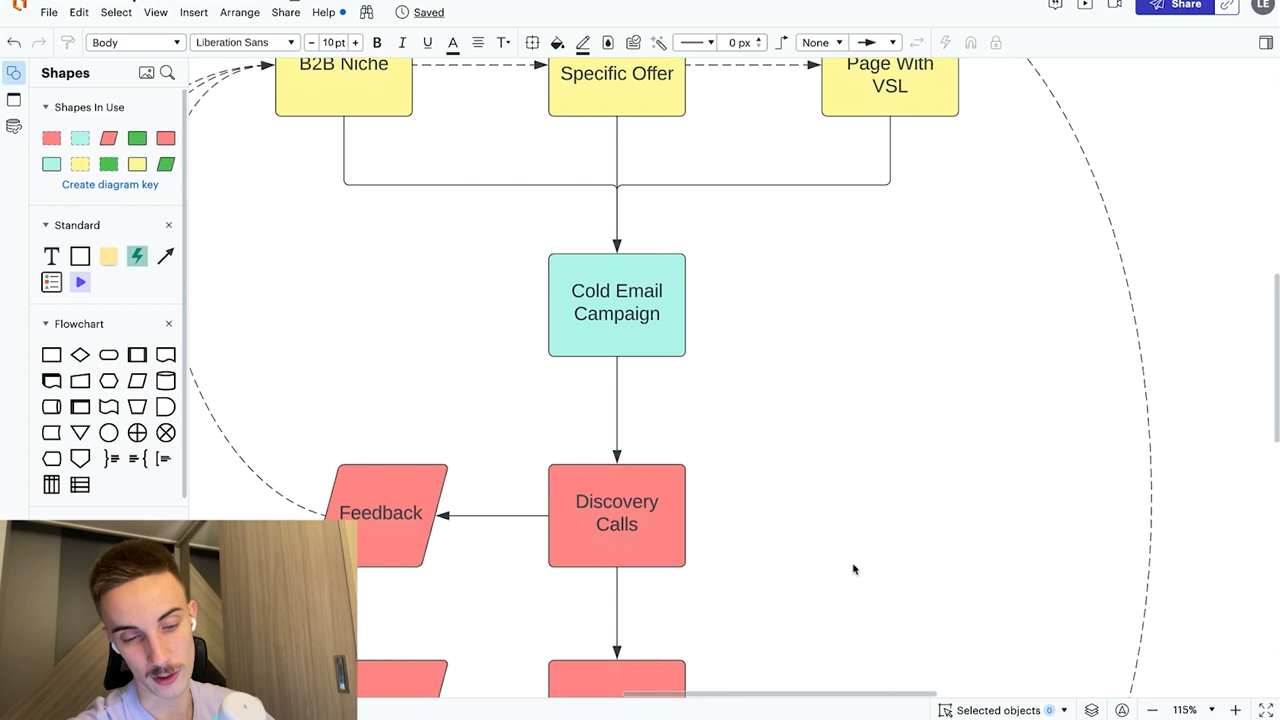 File Edit Select View Insert Arrange Share Help Saved
Share
LE
Body Liberation Sans 10 pt B I U A T 0 px None
Shapes
Shapes In Use
Create diagram key
Standard
T
Flowchart
B2B Niche
Specific Offer
Page With
VSL
Cold Email
Campaign
Discovery
Calls
Feedback
Selected objects 0 115%